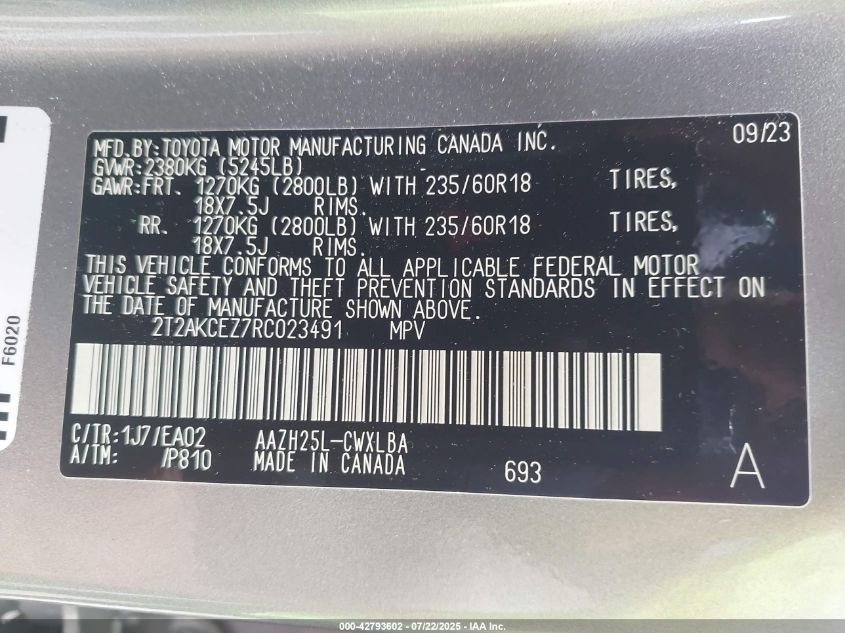 MFD.BY:TOYOTA MOTOR MANUFACTURING CANADA INC. 09/23
GVWR:2380KG (5245LB)
GAWR:FRT. 1270KG (2800LB) WITH 235/60R18 TIRES,
18X7.5J RIMS.
RR. 1270KG (2800LB) WITH 235/60R18 TIRES,
18X7.5J RIMS.
THIS VEHICLE CONFORMS TO ALL APPLICABLE FEDERAL MOTOR
VEHICLE SAFETY AND THEFT PREVENTION STANDARDS IN EFFECT ON
THE DATE OF MANUFACTURE SHOWN ABOVE.
2T2AKCEZ7RC023491 MPV
C/TR:1J7/EA02 AAZH25L-CWXLBA
A/TM: /P810 MADE IN CANADA 693 A
F6020
000-42793602 - 07/22/2025 - IAA Inc.